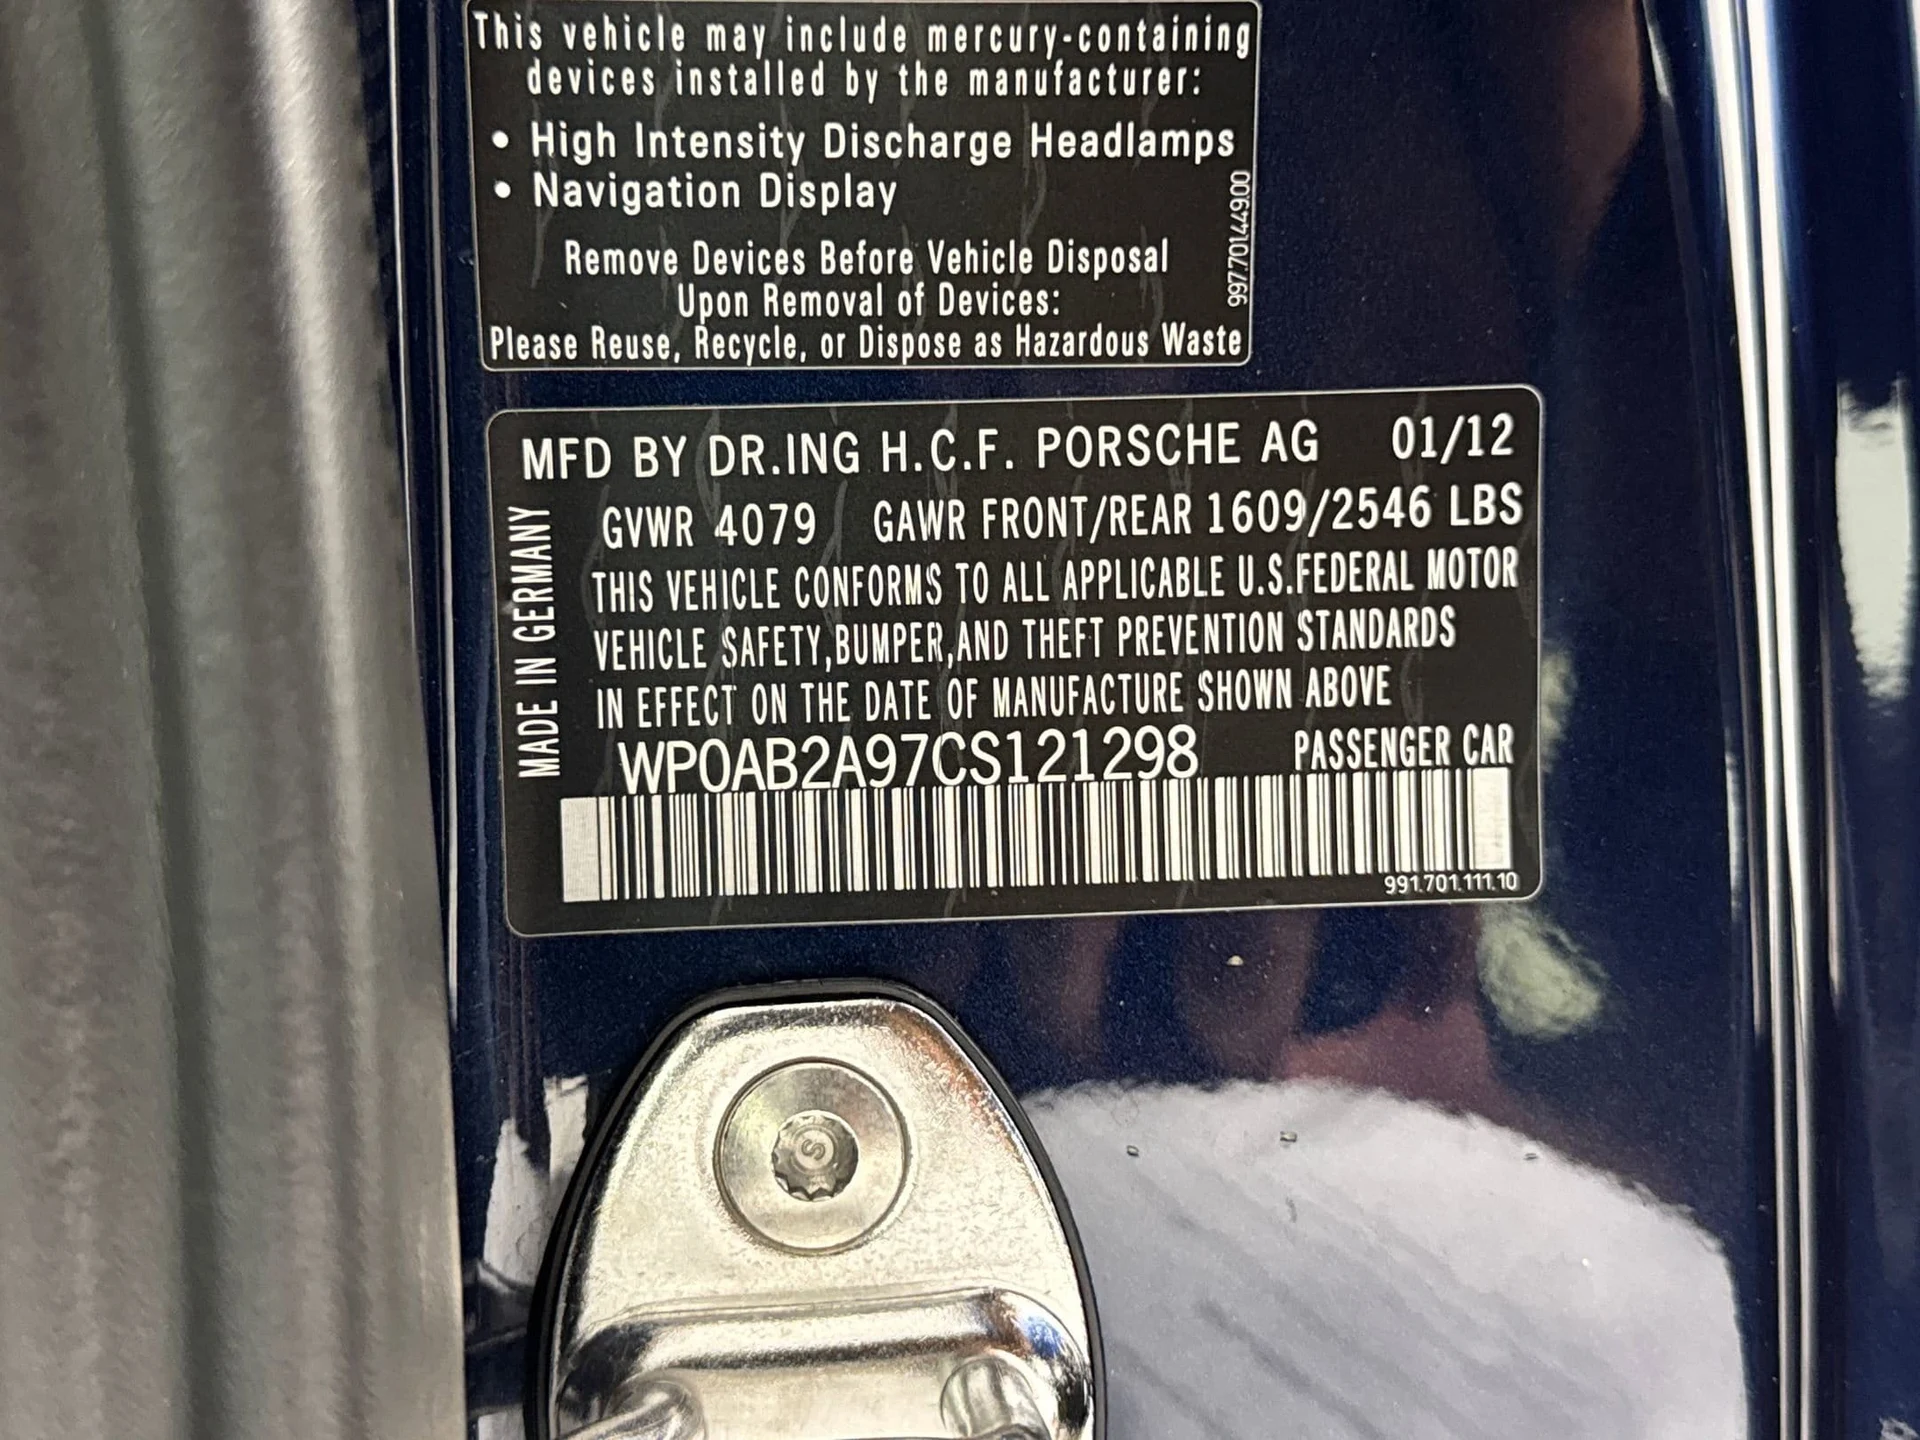 This vehicle may include mercury-containing
devices installed by the manufacturer:
• High Intensity Discharge Headlamps
• Navigation Display
Remove Devices Before Vehicle Disposal
Upon Removal of Devices:
Please Reuse, Recycle, or Dispose as Hazardous Waste
997.701.449.00
MFD BY DR.ING H.C.F. PORSCHE AG 01/12
GVWR 4079 GAWR FRONT/REAR 1609/2546 LBS
THIS VEHICLE CONFORMS TO ALL APPLICABLE U.S.FEDERAL MOTOR
VEHICLE SAFETY,BUMPER,AND THEFT PREVENTION STANDARDS
IN EFFECT ON THE DATE OF MANUFACTURE SHOWN ABOVE
WP0AB2A97CS121298 PASSENGER CAR
MADE IN GERMANY
991.701.111.10
S